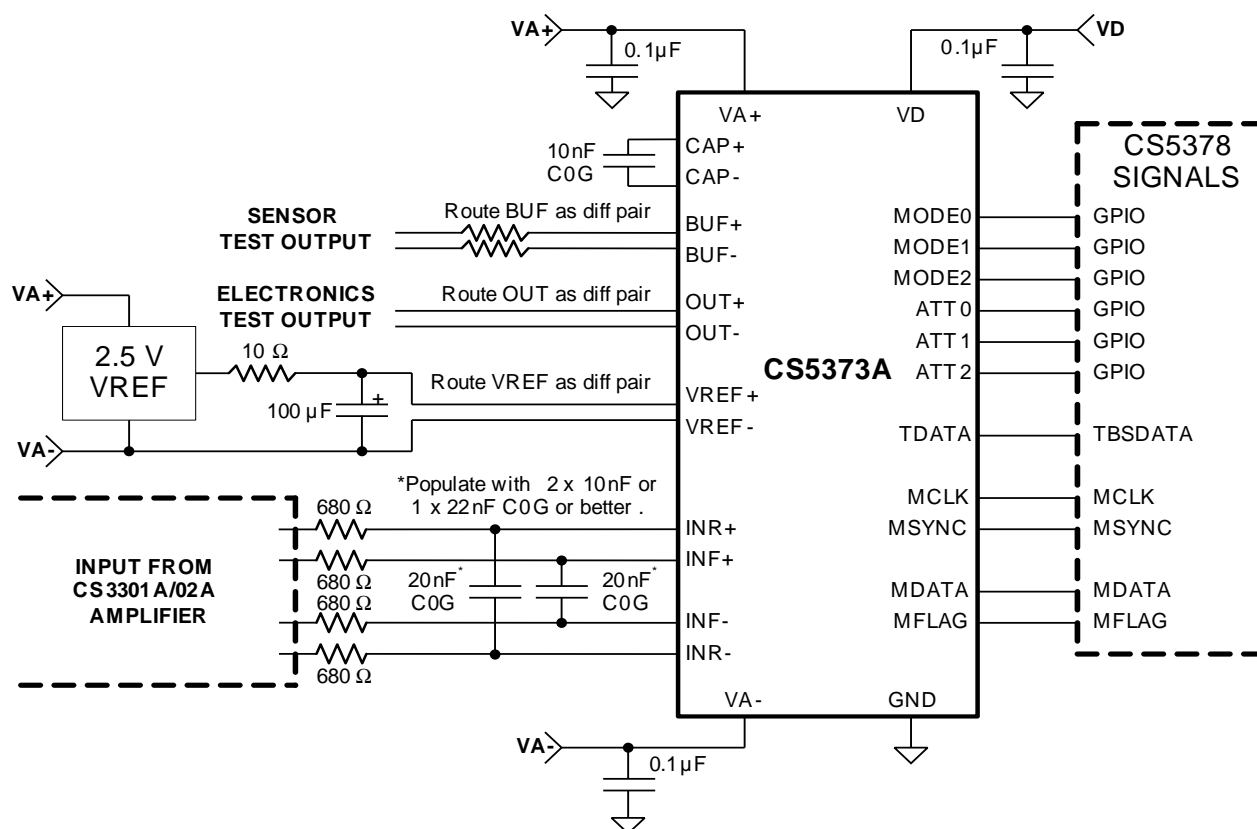 VA+
0.1µF
0.1µF
VD
VA+
VD
CS5378
SIGNALS
10nF
C0G
CAP+
CAP-
SENSOR
TEST OUTPUT
Route BUF as diff pair
BUF+
BUF-
MODE0
GPIO
MODE1
GPIO
MODE2
GPIO
VA+
ELECTRONICS
TEST OUTPUT
Route OUT as diff pair
OUT+
OUT-
ATT0
GPIO
ATT1
GPIO
ATT2
GPIO
CS5373A
2.5 V
VREF
10 Ω
100 µF
+
Route VREF as diff pair
VREF+
VREF-
TDATA
TBSDATA
VA-
*Populate with 2 x 10nF or
1 x 22nF C0G or better .
MCLK
MCLK
MSYNC
MSYNC
INPUT FROM
CS3301A/02A
AMPLIFIER
680 Ω
680 Ω
680 Ω
680 Ω
20nF*
C0G
20nF*
C0G
INR+
INF+
INF-
INR-
MDATA
MDATA
MFLAG
MFLAG
VA-
GND
VA-
0.1µF